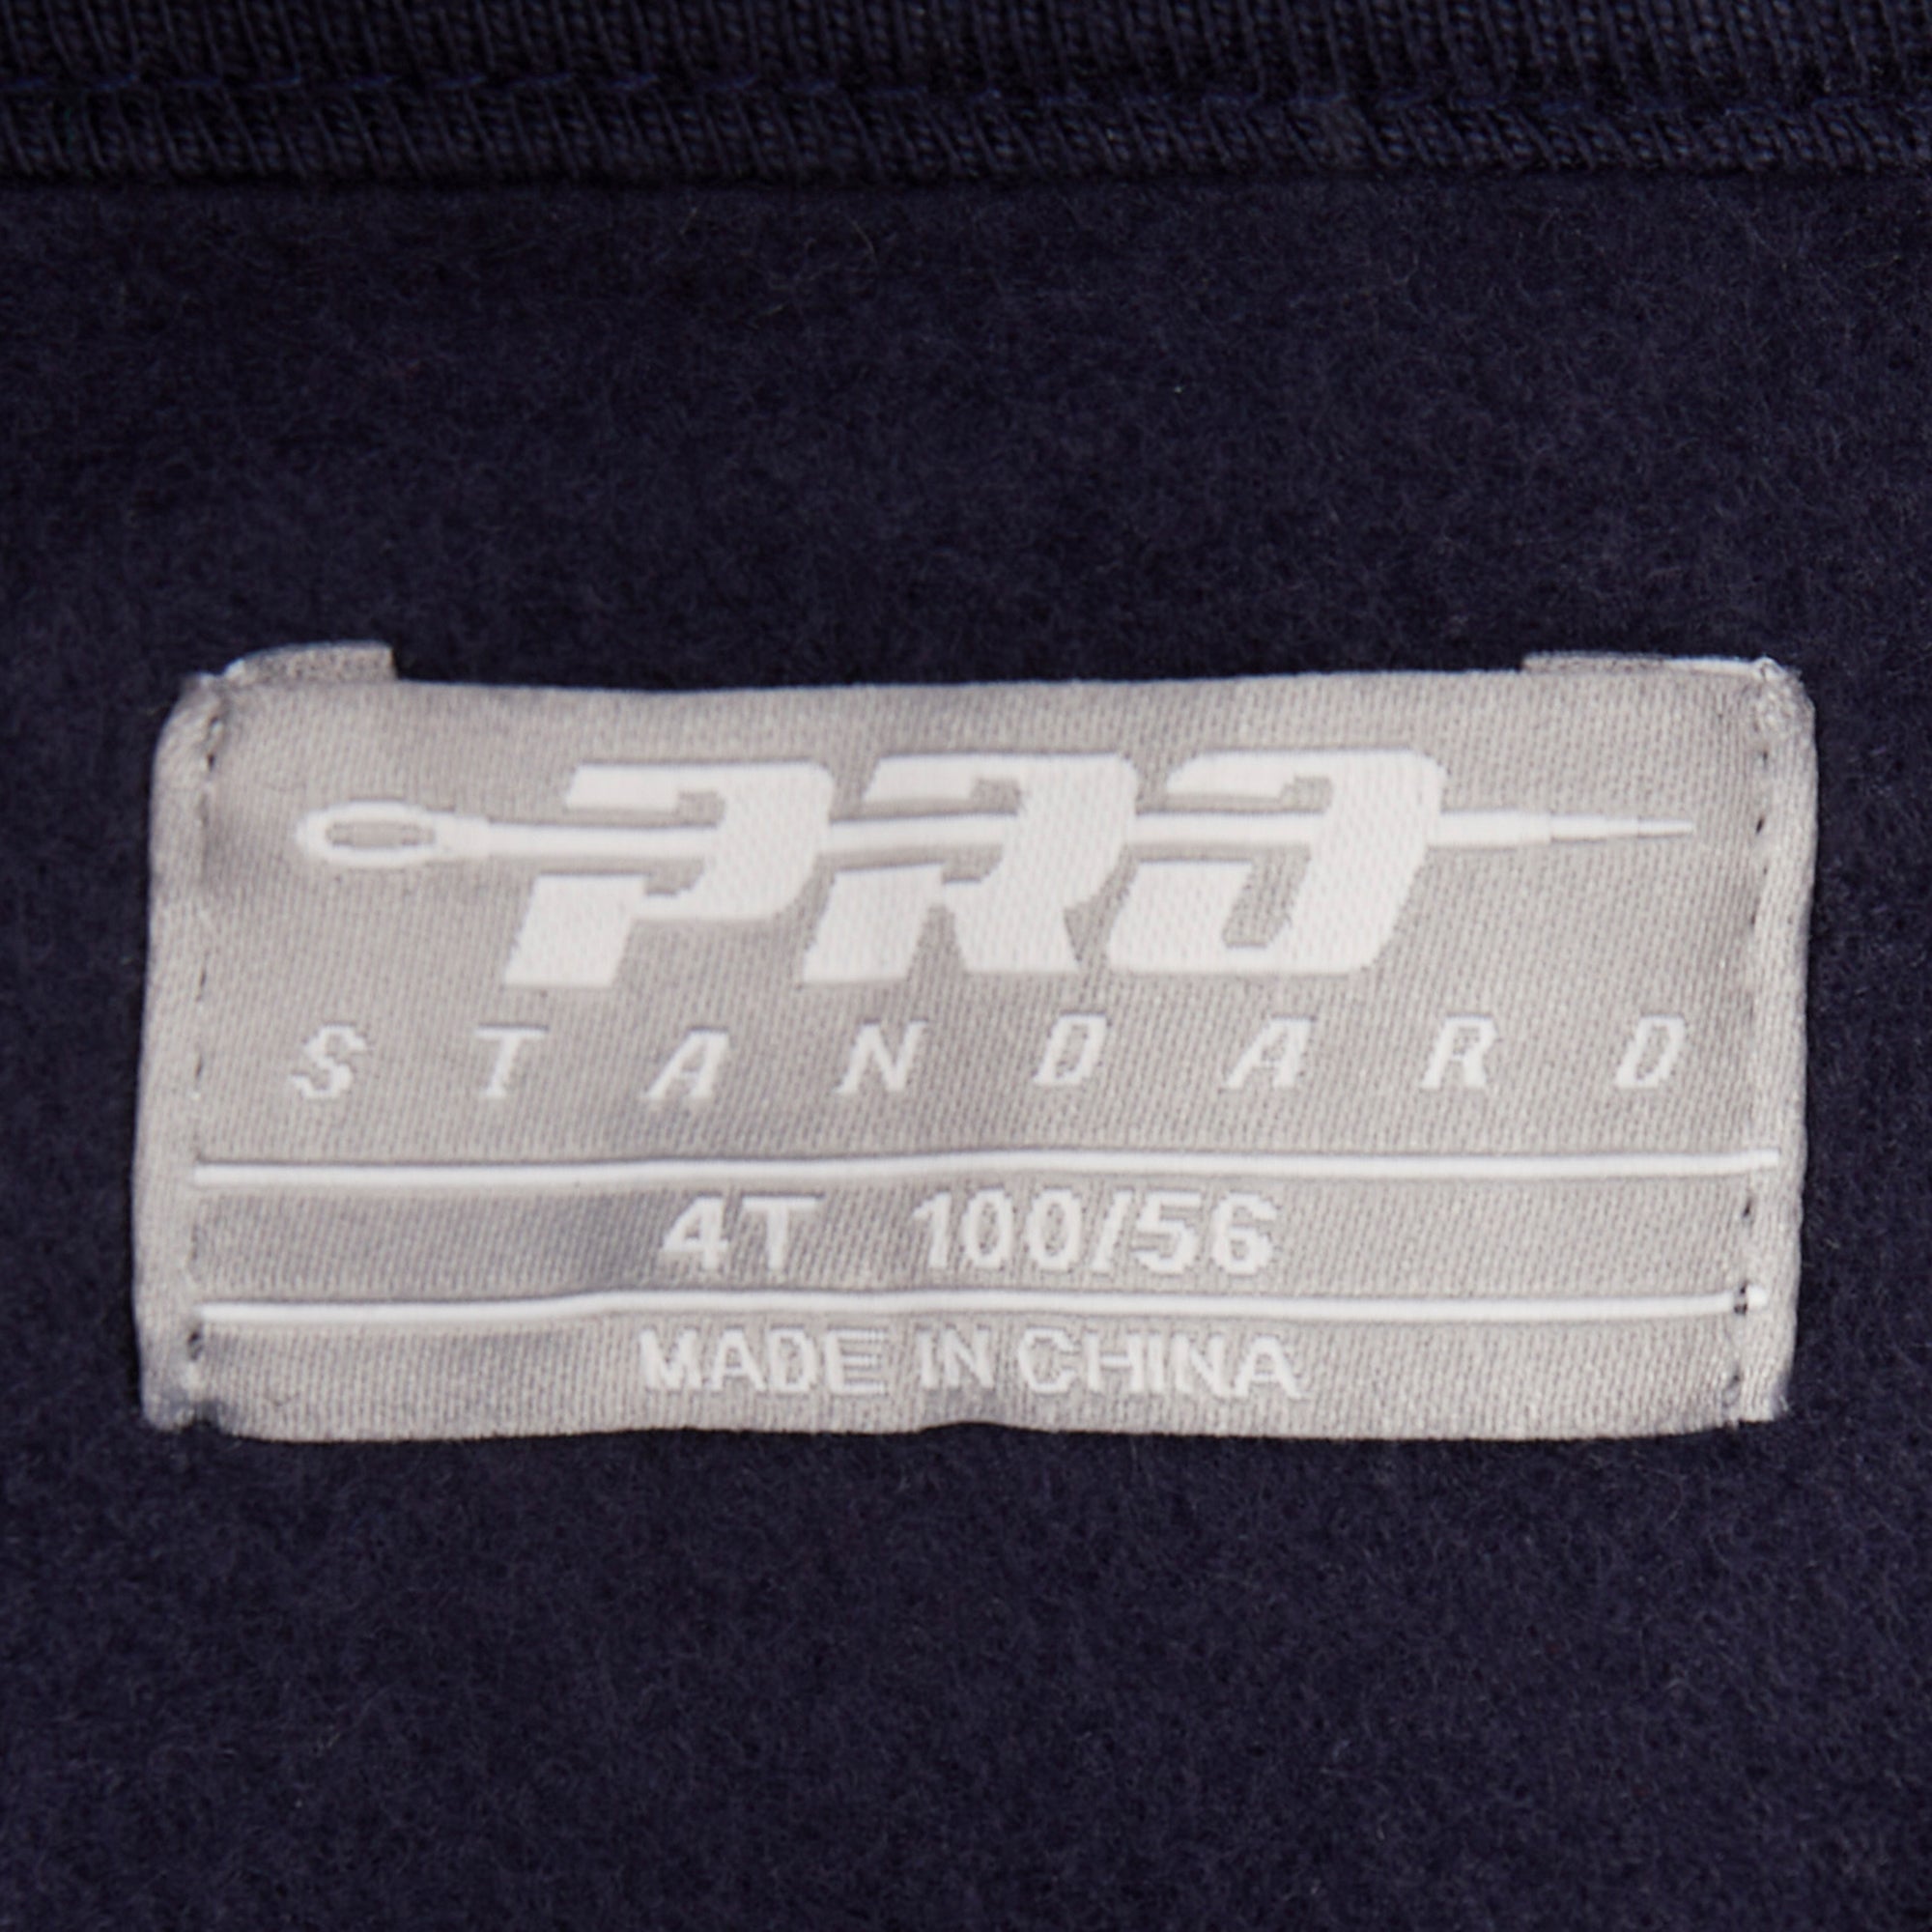 PRO
STANDARD
4T 100/56
MADE IN CHINA